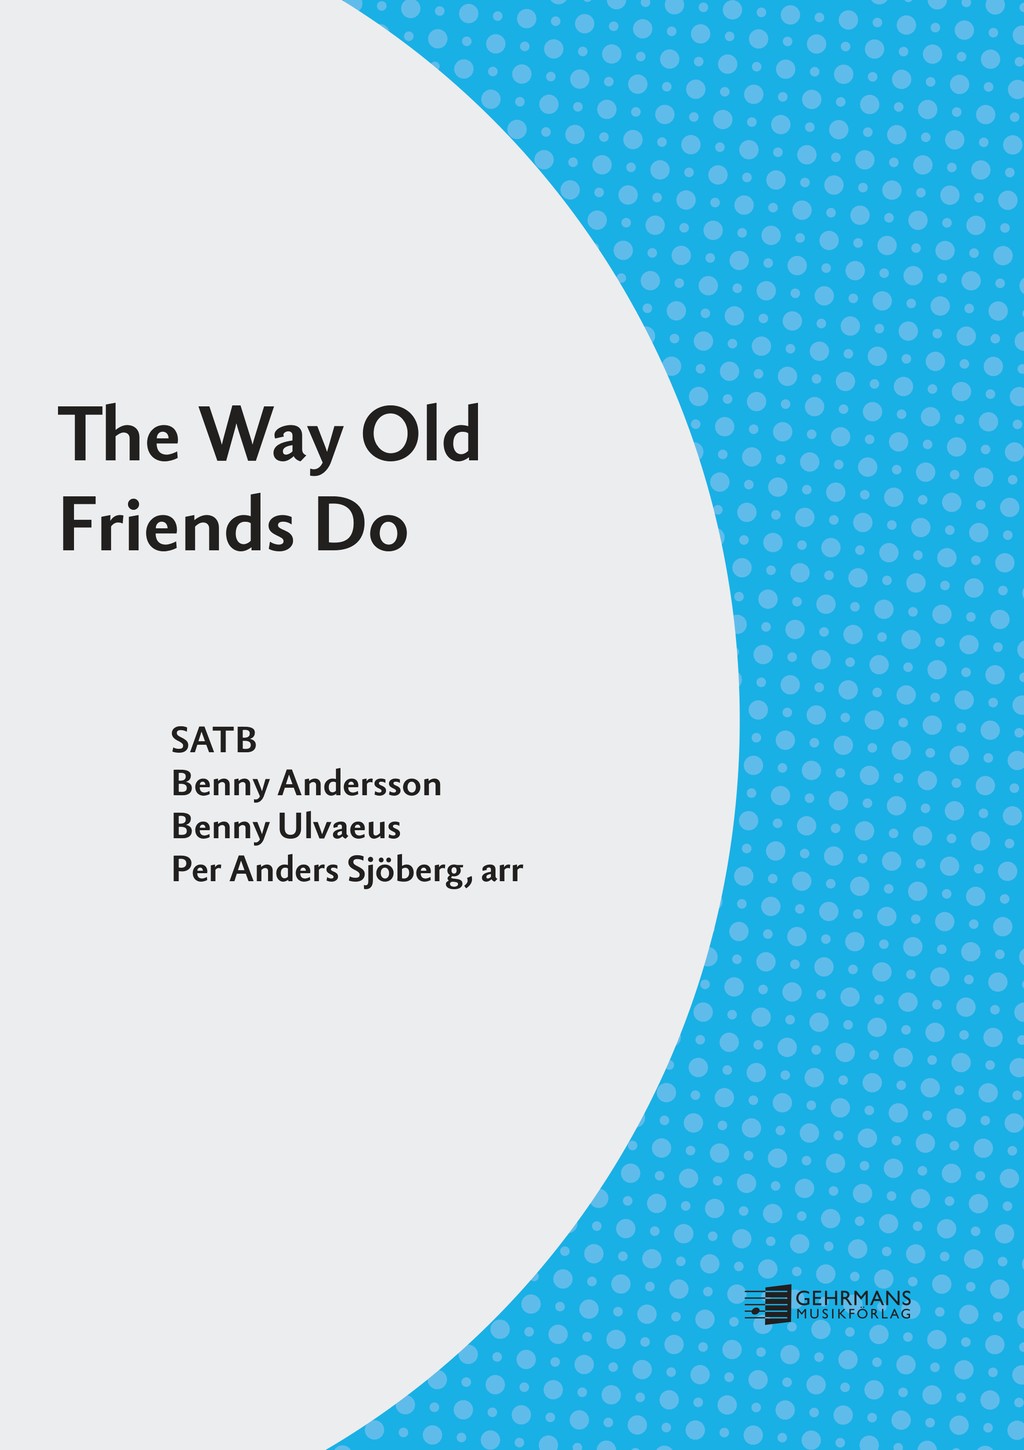 The Way Old
Friends Do
SATB
Benny Andersson
Benny Ulvaeus
Per Anders Sjöberg, arr
GEHRMANS
MUSIKFÖRLAG